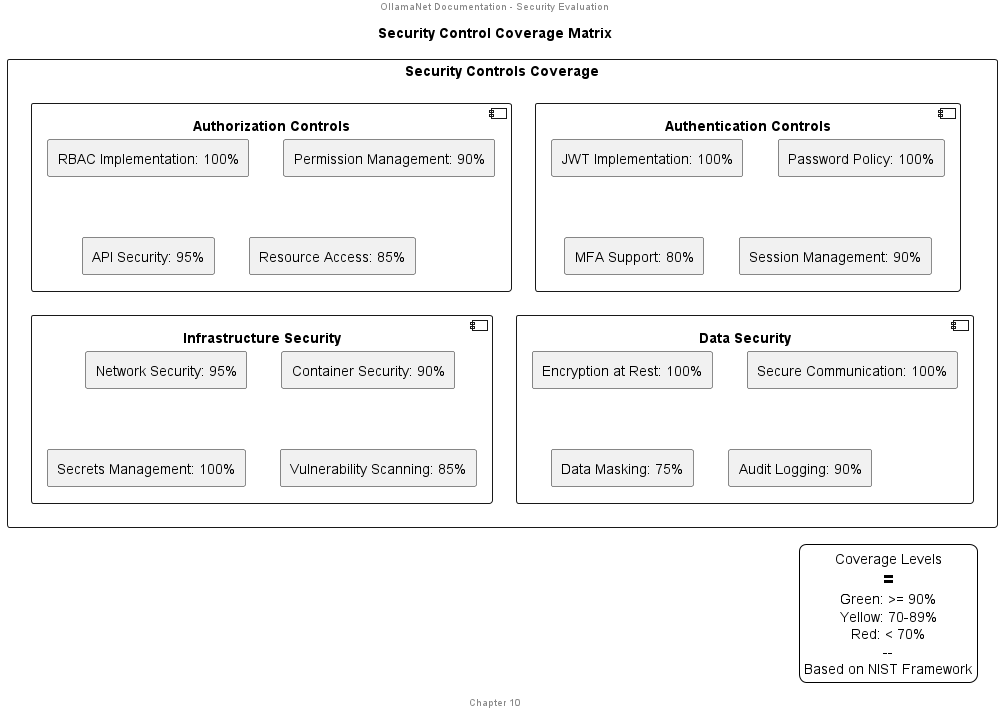 OllamaNet Documentation - Security Evaluation
Security Control Coverage Matrix
Security Controls Coverage
Authorization Controls
RBAC Implementation: 100%
Permission Management: 90%
API Security: 95%
Resource Access: 85%
Authentication Controls
JWT Implementation: 100%
Password Policy: 100%
MFA Support: 80%
Session Management: 90%
Infrastructure Security
Network Security: 95%
Container Security: 90%
Secrets Management: 100%
Vulnerability Scanning: 85%
Data Security
Encryption at Rest: 100%
Secure Communication: 100%
Data Masking: 75%
Audit Logging: 90%
Coverage Levels
=
Green: >= 90%
Yellow: 70-89%
Red: < 70%
--
Based on NIST Framework
Chapter 10